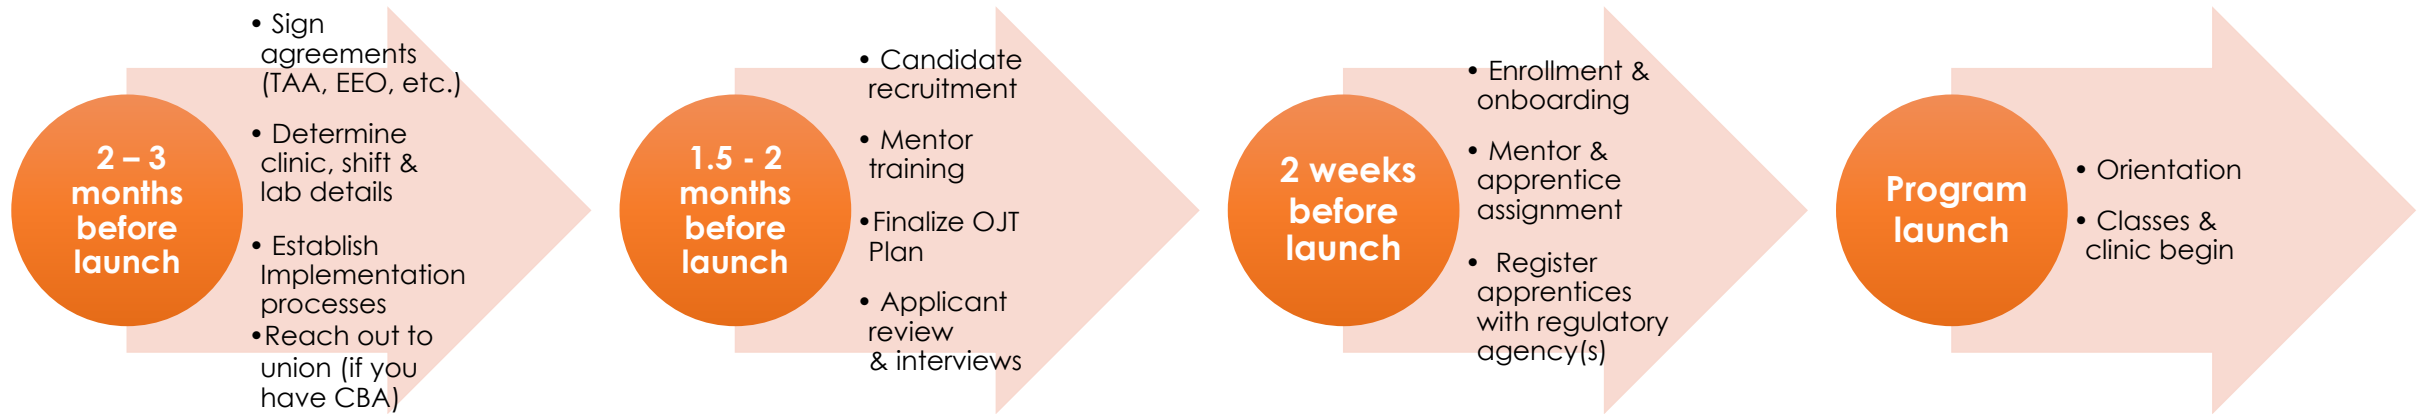 2 – 3
months
before
launch
• Sign
agreements
(TAA, EEO, etc.)
• Determine
clinic, shift &
lab details
• Establish
Implementation
processes
•Reach out to
union (if you
have CBA)
1.5 - 2
months
before
launch
• Candidate
recruitment
• Mentor
training
•Finalize OJT
Plan
• Applicant
review
& interviews
2 weeks
before
launch
• Enrollment &
onboarding
• Mentor &
apprentice
assignment
• Register
apprentices
with regulatory
agency(s)
Program
launch
• Orientation
• Classes &
clinic begin